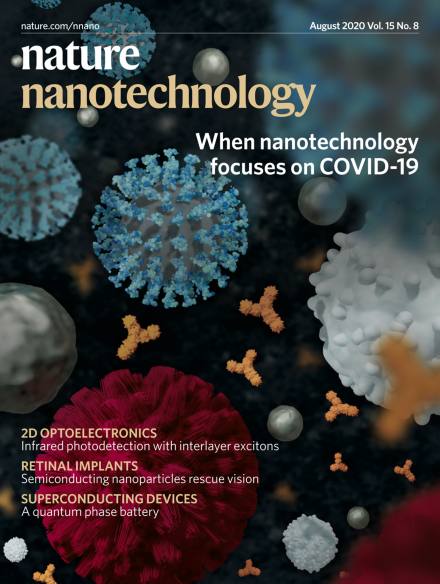 nature.com/nnano
August 2020 Vol. 15 No. 8
nature
nanotechnology
When nanotechnology
focuses on COVID-19
2D OPTOELECTRONICS
Infrared photodetection with interlayer excitons
RETINAL IMPLANTS
Semiconducting nanoparticles rescue vision
SUPERCONDUCTING DEVICES
A quantum phase battery